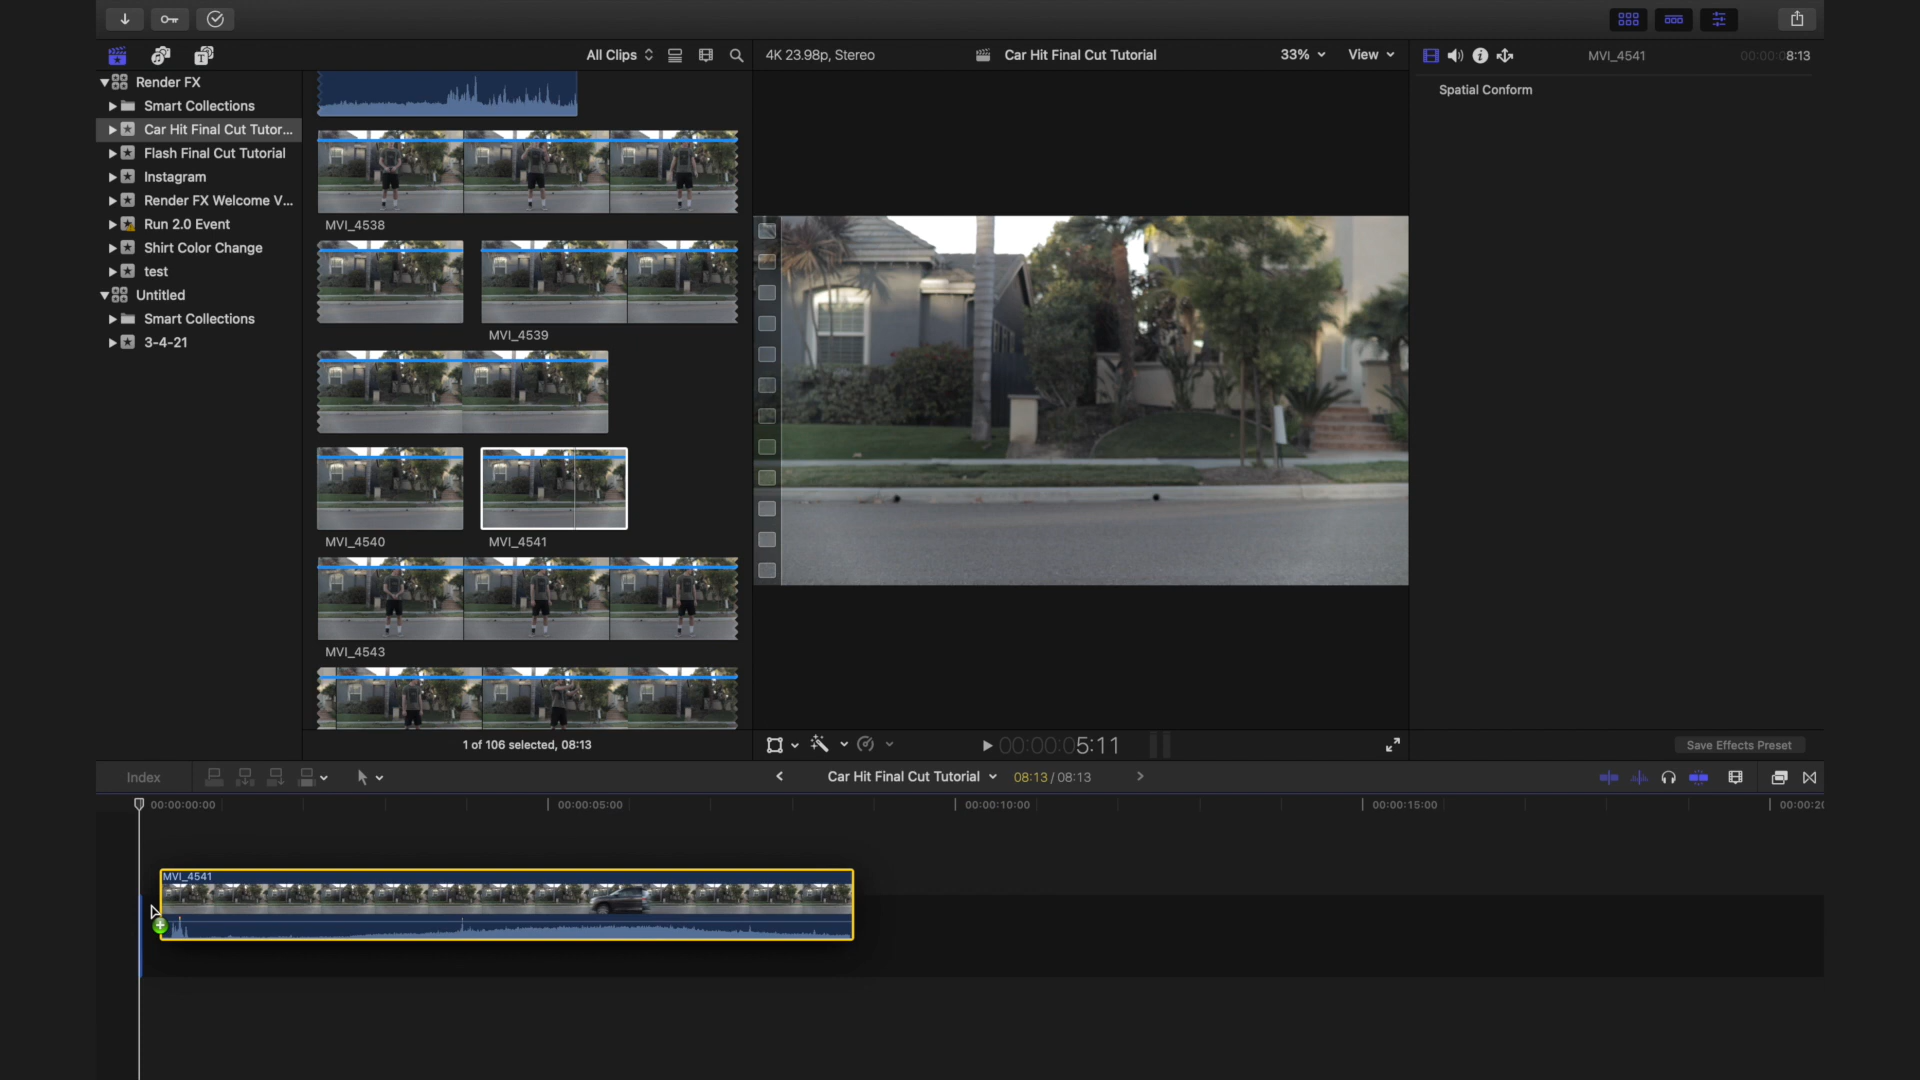 All Clips
4K 23.98p, Stereo
Car Hit Final Cut Tutorial
33%
View
MVI_4541
00:00:08:13
Render FX
Smart Collections
Car Hit Final Cut Tutor...
Flash Final Cut Tutorial
Instagram
Render FX Welcome V...
Run 2.0 Event
Shirt Color Change
test
Untitled
Smart Collections
3-4-21
Spatial Conform
MVI_4538
MVI_4539
MVI_4540
MVI_4541
MVI_4543
1 of 106 selected, 08:13
00:00:05:11
Save Effects Preset
Index
Car Hit Final Cut Tutorial
08:13 / 08:13
00:00:00:00
00:00:05:00
00:00:10:00
00:00:15:00
MVI_4541